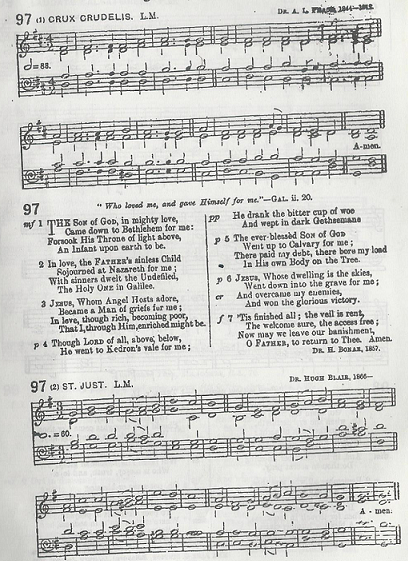 97 (1) CRUX CRUDELIS. L.M.
DR. A. L. 1844-1912.
=88.
A-men.
97
"Who loved me, and gave Himself for me."—GAL. ii. 20.
mf 1 THE Son of GOD, in mighty love,
Came down to Bethlehem for me:
Forsook His Throne of light above,
An Infant upon earth to be.
2 In love, the FATHER'S sinless Child
Sojourned at Nazareth for me;
With sinners dwelt the Undefiled,
The Holy ONE in Galilee.
3 JESUS, Whom Angel Hosts adore,
Became a Man of griefs for me;
In love, though rich, becoming poor,
That I, through Him, enriched might be.
p 4 Though LORD of all, above, below,
He went to Kedron's vale for me;
pp He drank the bitter cup of woe
And wept in dark Gethsemane
p 5 The ever-blessèd Son of GOD
Went up to Calvary for me;
There paid my debt, there bore my load
In His own Body on the Tree.
p 6 JESUS, Whose dwelling is the skies,
Went down into the grave for me;
cr And overcame my enemies,
And won the glorious victory.
f 7 'Tis finished all; the veil is rent,
The welcome sure, the access free;
Now may we leave our banishment,
O FATHER, to return to Thee. Amen.
DR. H. BONAR, 1857.
97 (2) ST. JUST. L.M.
DR. HUGH BLAIR, 1866—
. = 60.
A - men.